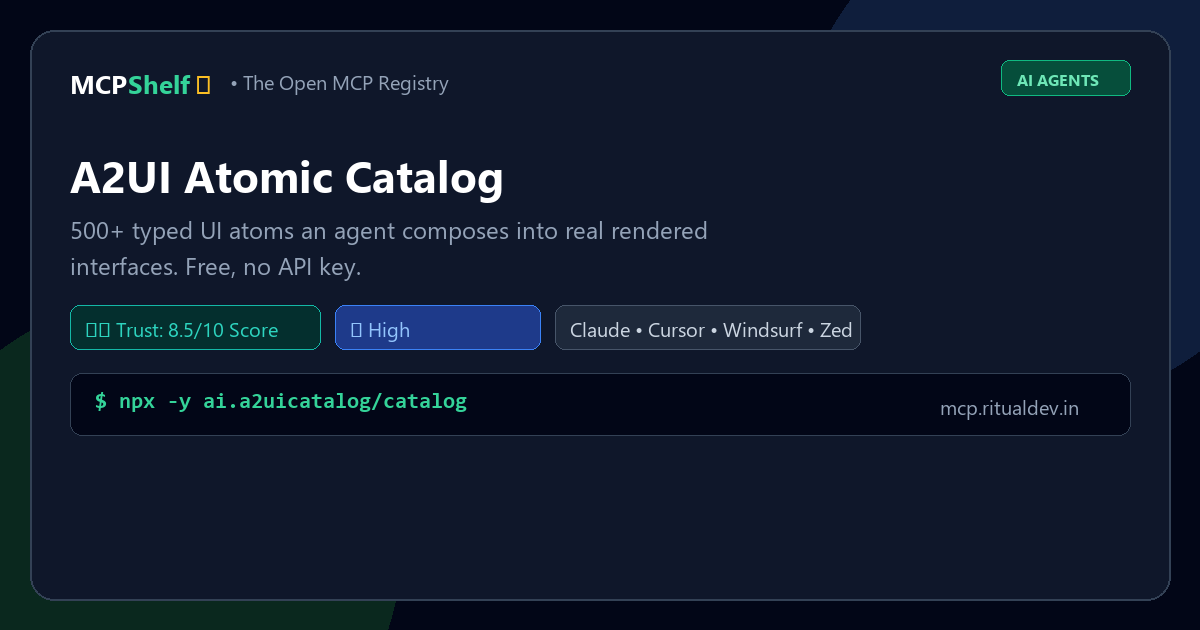 MCPShelf • The Open MCP Registry
AI AGENTS
A2UI Atomic Catalog
500+ typed UI atoms an agent composes into real rendered
interfaces. Free, no API key.
Trust: 8.5/10 Score
High
Claude • Cursor • Windsurf • Zed
$ npx -y ai.a2uicatalog/catalog
mcp.ritualdev.in